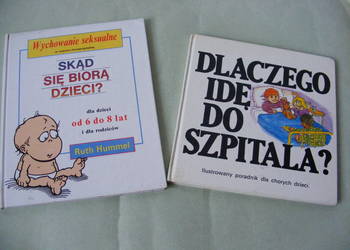 Wychowanie seksualne
SKĄD
SIĘ BIORĄ
DZIECI?
dla dzieci
od 6 do 8 lat
i dla rodziców
Ruth Hummel
DLACZEGO
IDĘ
DO
SZPITALA?
Ilustrowany poradnik dla chorych dzieci.